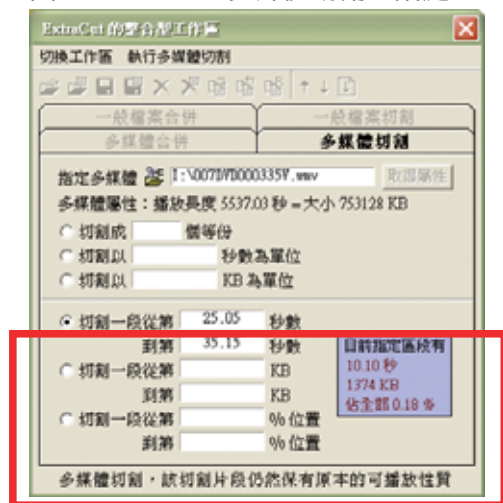 ExtraCut 的整合型工作區
切換工作區 執行多媒體切割
一般檔案合併 一般檔案切割
多媒體合併 多媒體切割
指定多媒體 I:\007DVD000335W.wmv 取得屬性
多媒體屬性：播放長度 5537.03 秒 = 大小 753128 KB
切割成 個等份
切割以 秒數為單位
切割以 KB 為單位
切割一段從第 25.05 秒數
到第 35.15 秒數
目前指定區段有
10.10 秒
1374 KB
佔全部 0.18 %
切割一段從第 KB
到第 KB
切割一段從第 % 位置
到第 % 位置
多媒體切割，該切割片段仍然保有原本的可播放性質